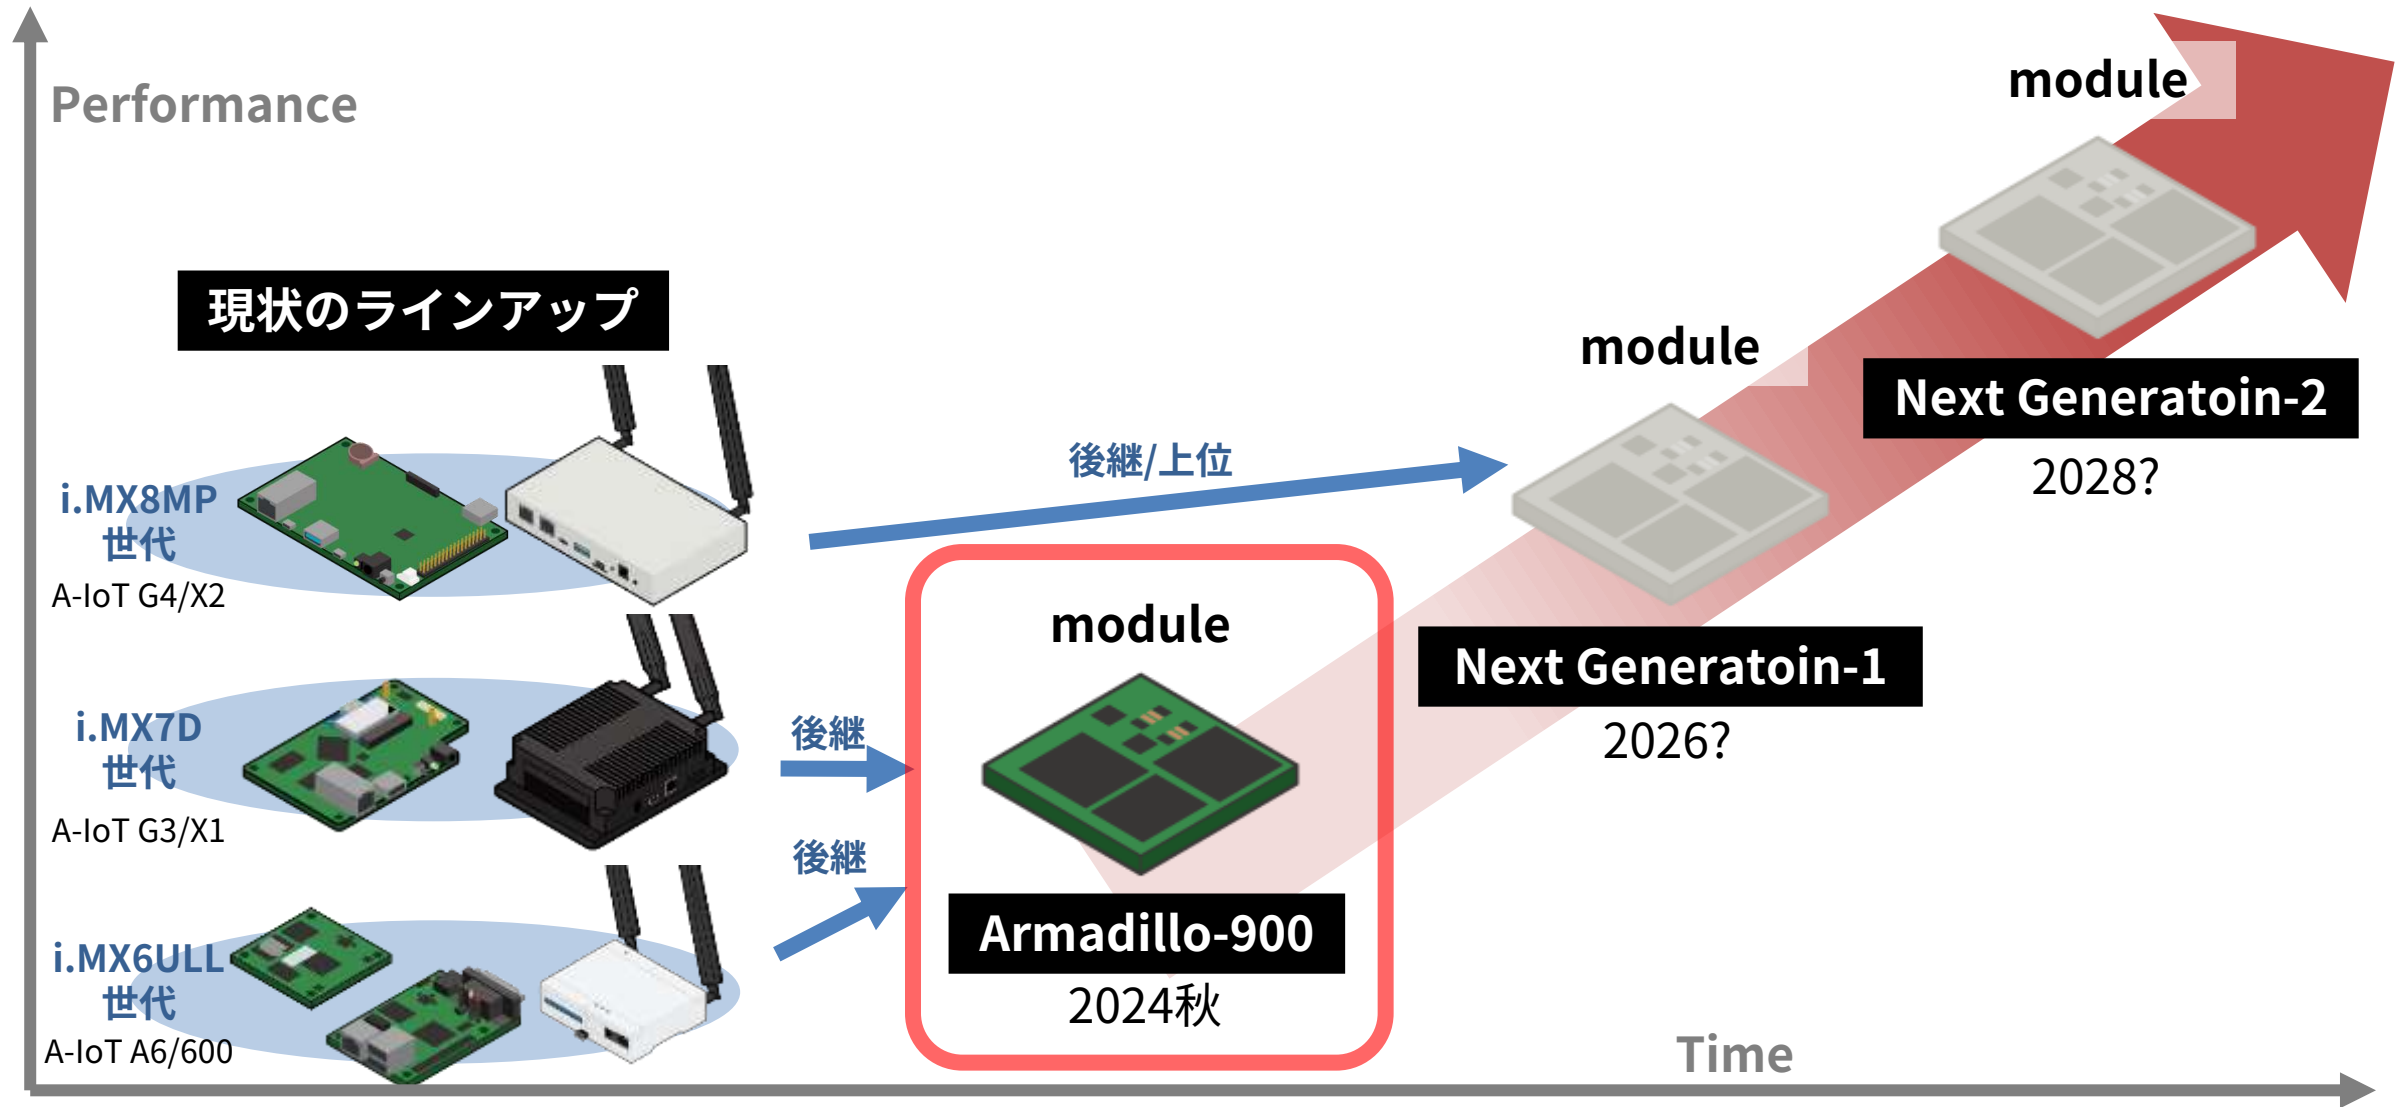 Performance
現状のラインアップ
i.MX8MP
世代
A-IoT G4/X2
i.MX7D
世代
A-IoT G3/X1
i.MX6ULL
世代
A-IoT A6/600
後継/上位
後継
後継
module
Armadillo-900
2024秋
module
Next Generatoin-1
2026?
module
Next Generatoin-2
2028?
Time